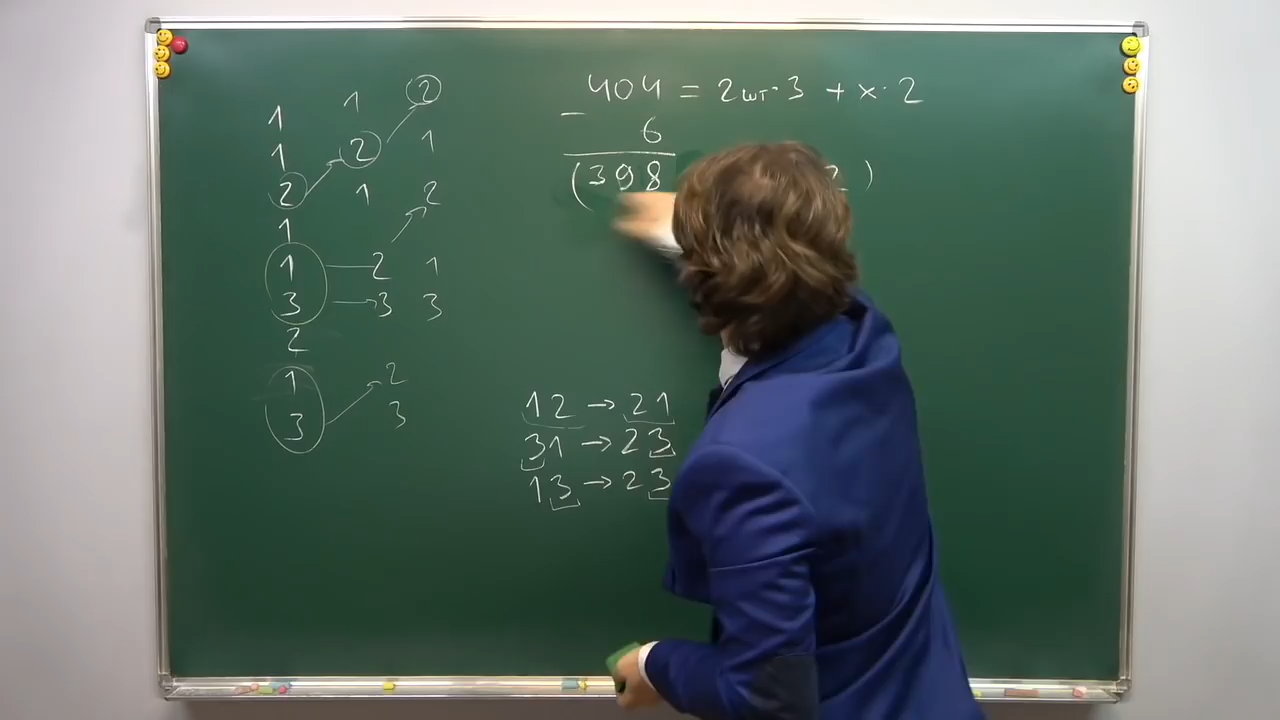 1 1 2
1 2 1
2 1 2
1
1 2 1
3 3 3
2
1 2
3 3
404 = 2шт·3 + x·2
- 6
(398 2)
12 → 21
31 → 23
13 → 23